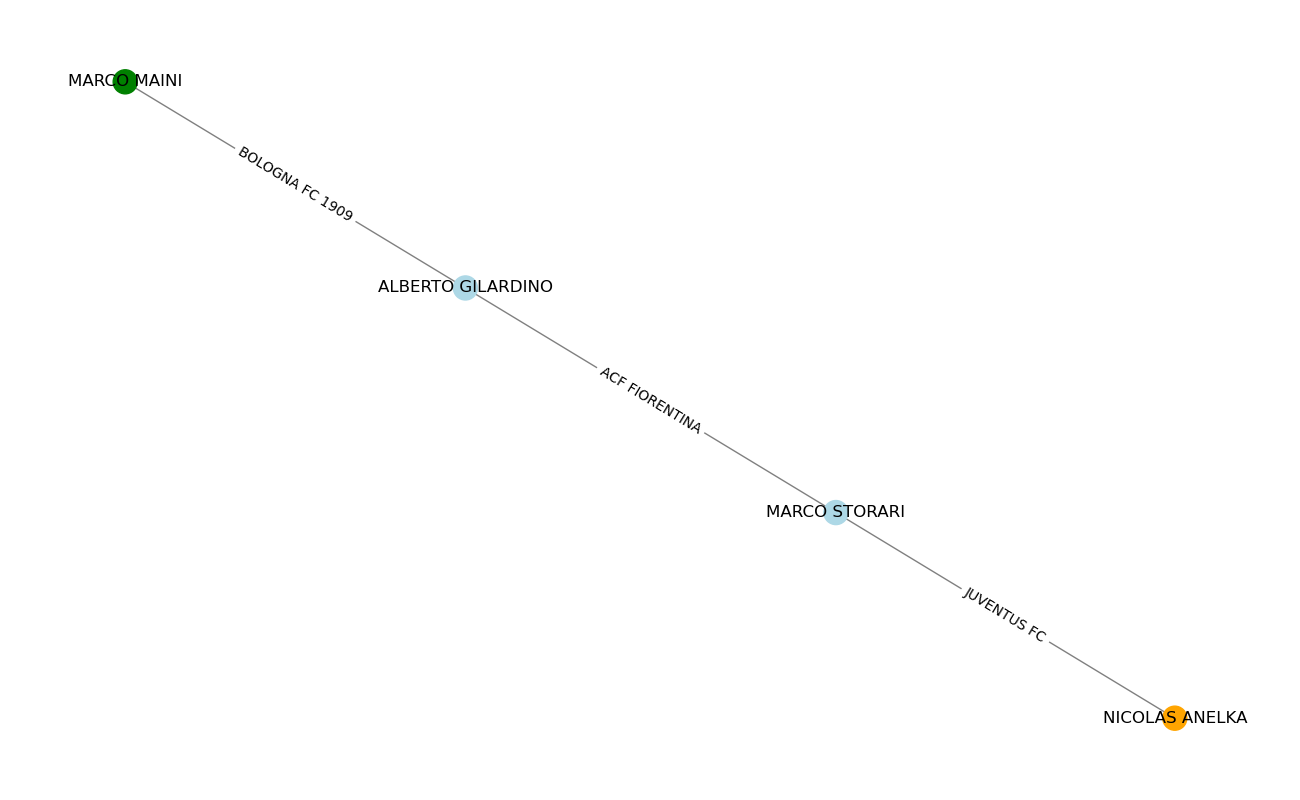 MARCO MAINI
BOLOGNA FC 1909
ALBERTO GILARDINO
ACF FIORENTINA
MARCO STORARI
JUVENTUS FC
NICOLAS ANELKA